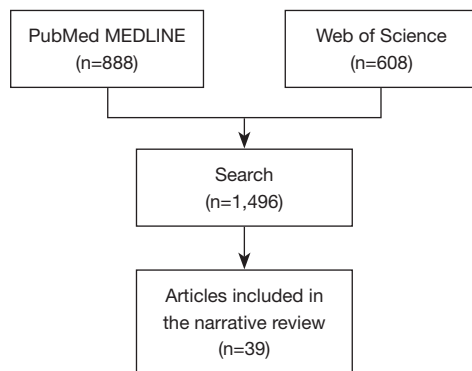 PubMed MEDLINE
(n=888)
Web of Science
(n=608)
Search
(n=1,496)
Articles included in
the narrative review
(n=39)